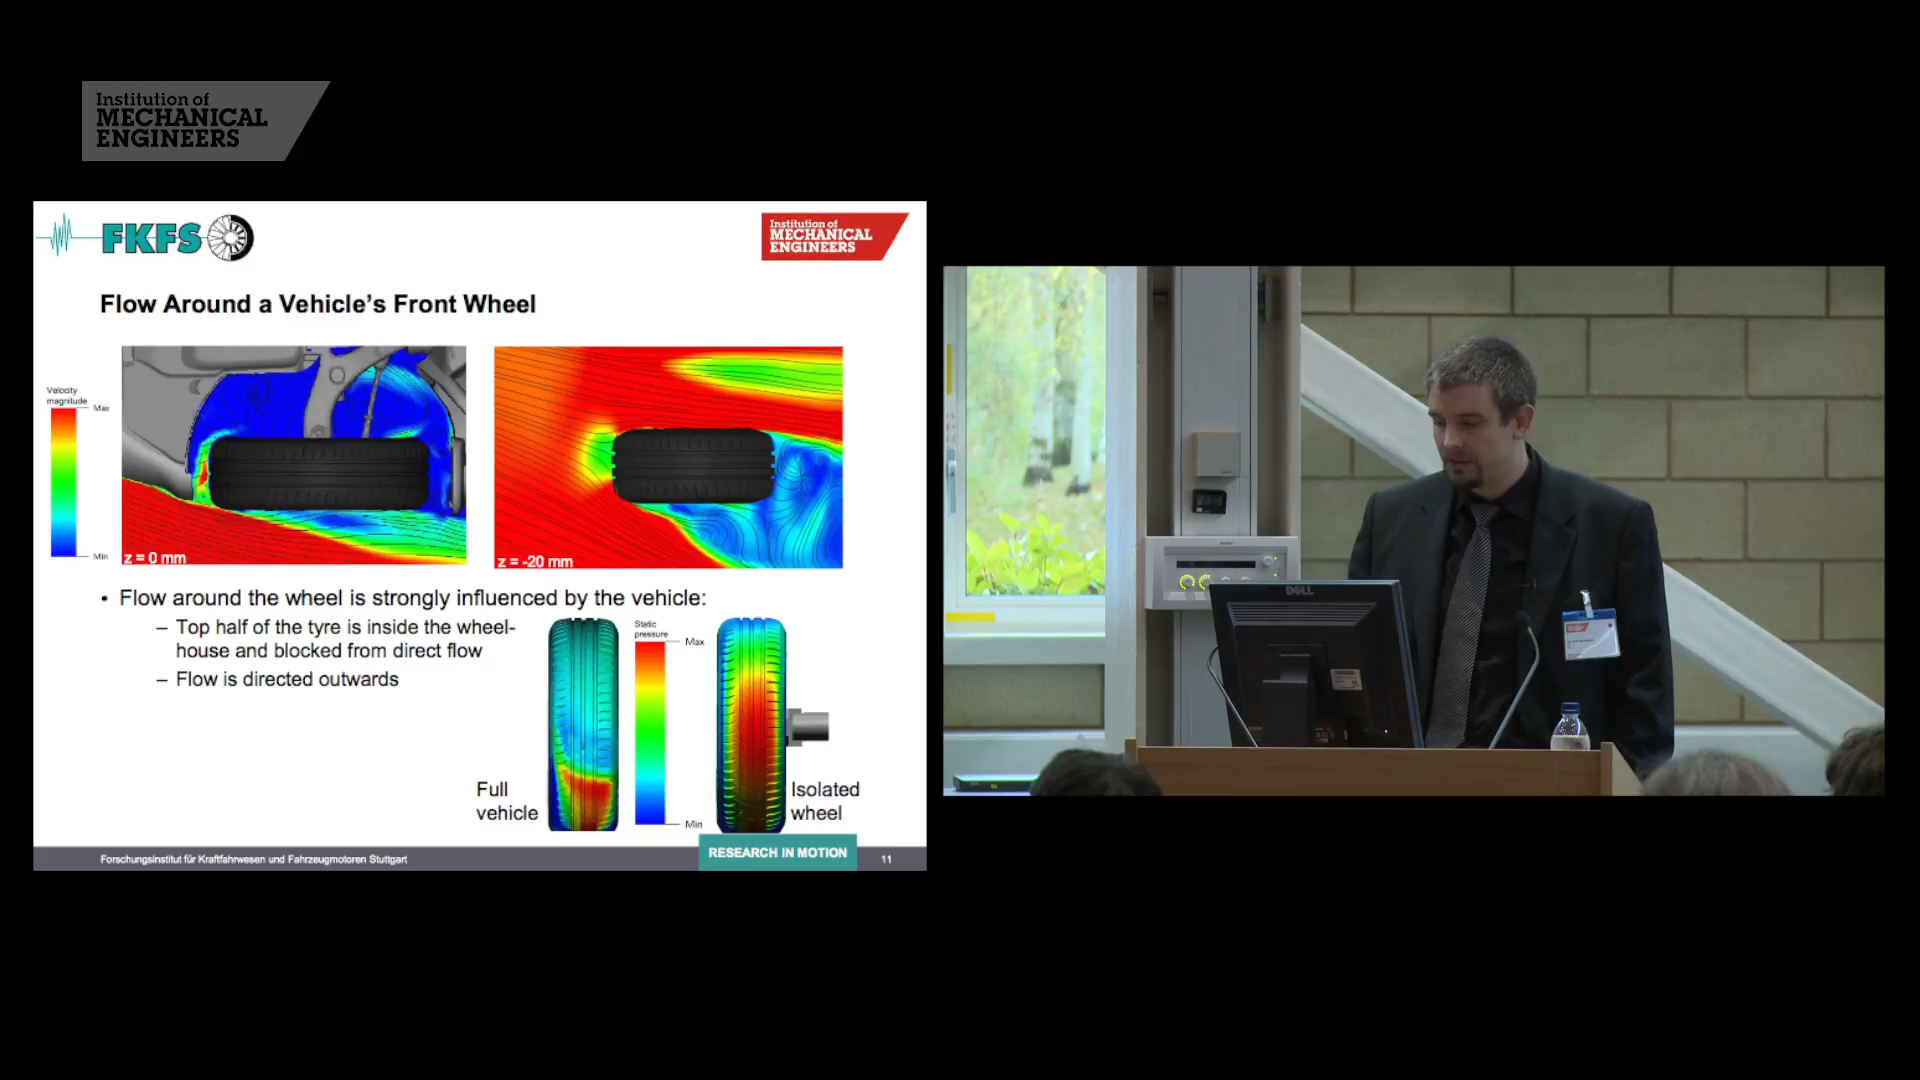 Institution of
MECHANICAL
ENGINEERS
FKFS
Institution of
MECHANICAL
ENGINEERS
Flow Around a Vehicle's Front Wheel
Velocity
magnitude
Max
Min
z = 0 mm
z = -20 mm
• Flow around the wheel is strongly influenced by the vehicle:
– Top half of the tyre is inside the wheel-
house and blocked from direct flow
– Flow is directed outwards
Static
pressure
Max
Min
Full
vehicle
Isolated
wheel
Forschungsinstitut für Kraftfahrwesen und Fahrzeugmotoren Stuttgart
RESEARCH IN MOTION
11
DELL